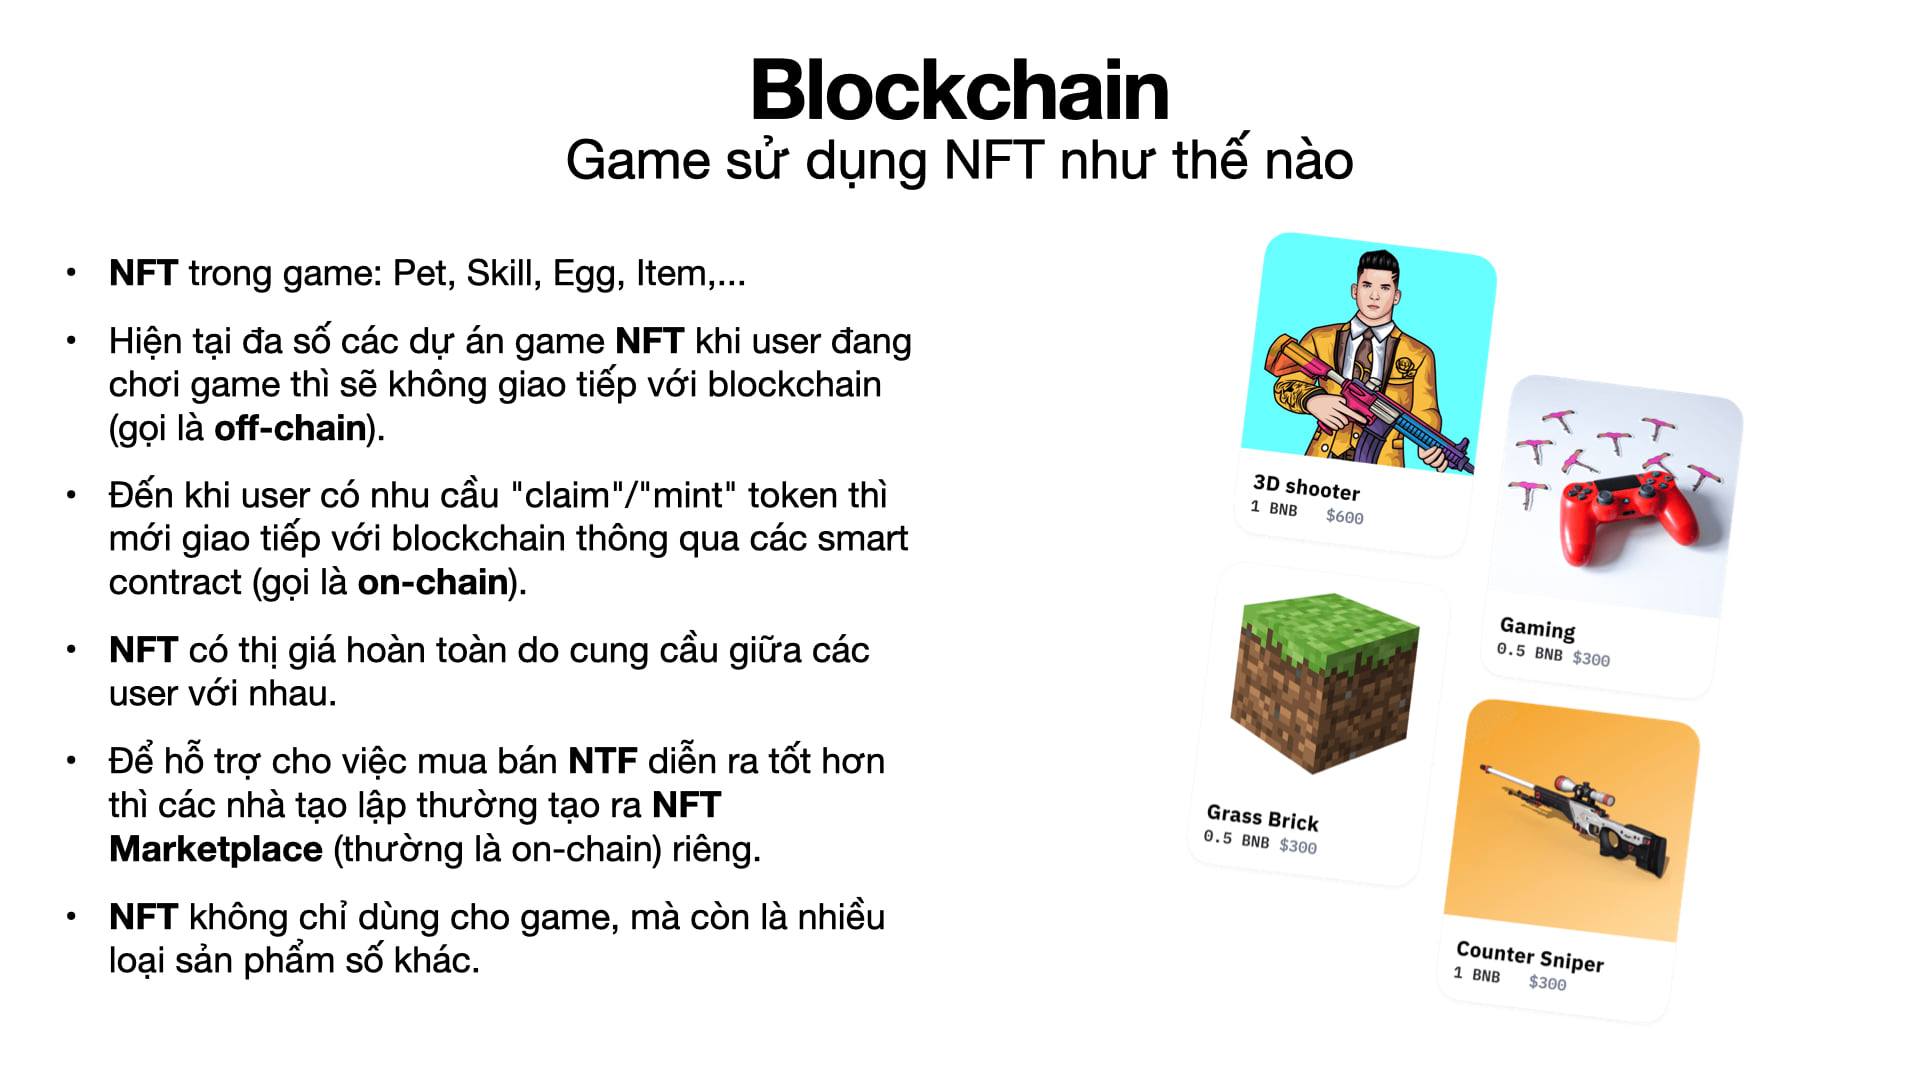 Blockchain
Game sử dụng NFT như thế nào
• NFT trong game: Pet, Skill, Egg, Item,...
• Hiện tại đa số các dự án game NFT khi user đang
chơi game thì sẽ không giao tiếp với blockchain
(gọi là off-chain).
• Đến khi user có nhu cầu "claim"/"mint" token thì
mới giao tiếp với blockchain thông qua các smart
contract (gọi là on-chain).
• NFT có thị giá hoàn toàn do cung cầu giữa các
user với nhau.
• Để hỗ trợ cho việc mua bán NTF diễn ra tốt hơn
thì các nhà tạo lập thường tạo ra NFT
Marketplace (thường là on-chain) riêng.
• NFT không chỉ dùng cho game, mà còn là nhiều
loại sản phẩm số khác.
3D shooter
1 BNB $600
Gaming
0.5 BNB $300
Grass Brick
0.5 BNB $300
Counter Sniper
1 BNB $300